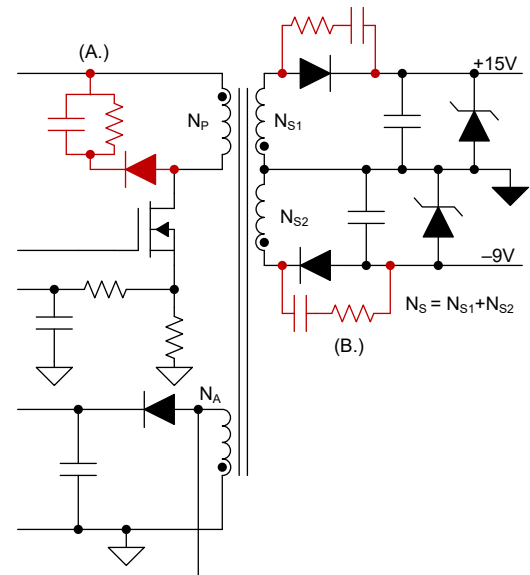 (A.)
+15V
N_P
N_S1
N_S2
–9V
N_S = N_S1+N_S2
(B.)
N_A